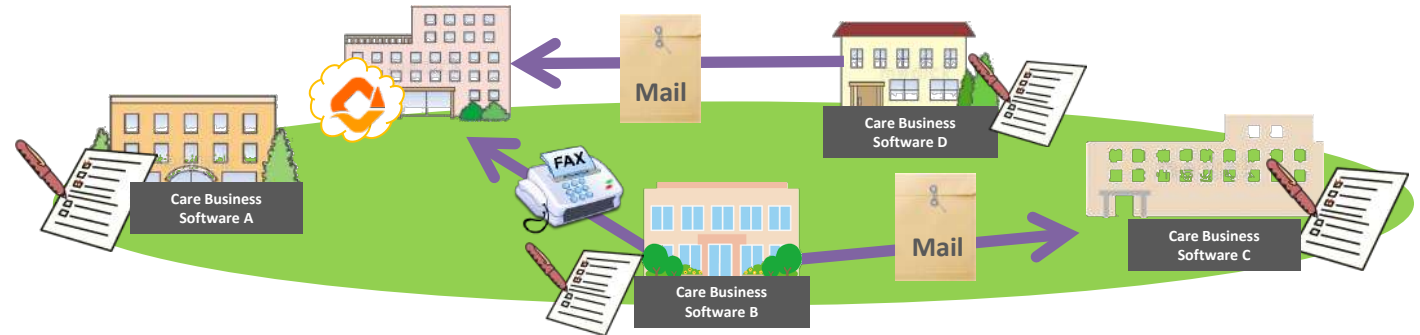 Mail
Care Business
Software D
FAX
Care Business
Software A
Mail
Care Business
Software C
Care Business
Software B